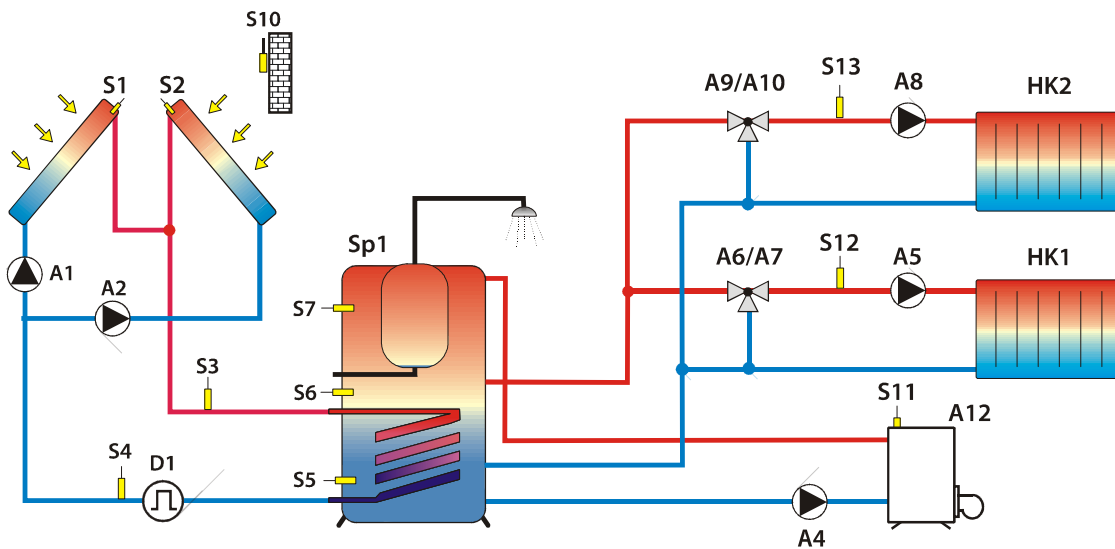 S10
S1
S2
S13
A9/A10
A8
HK2
Sp1
A1
A2
S7
A6/A7
S12
A5
HK1
S3
S6
S11
A12
S4
D1
S5
A4